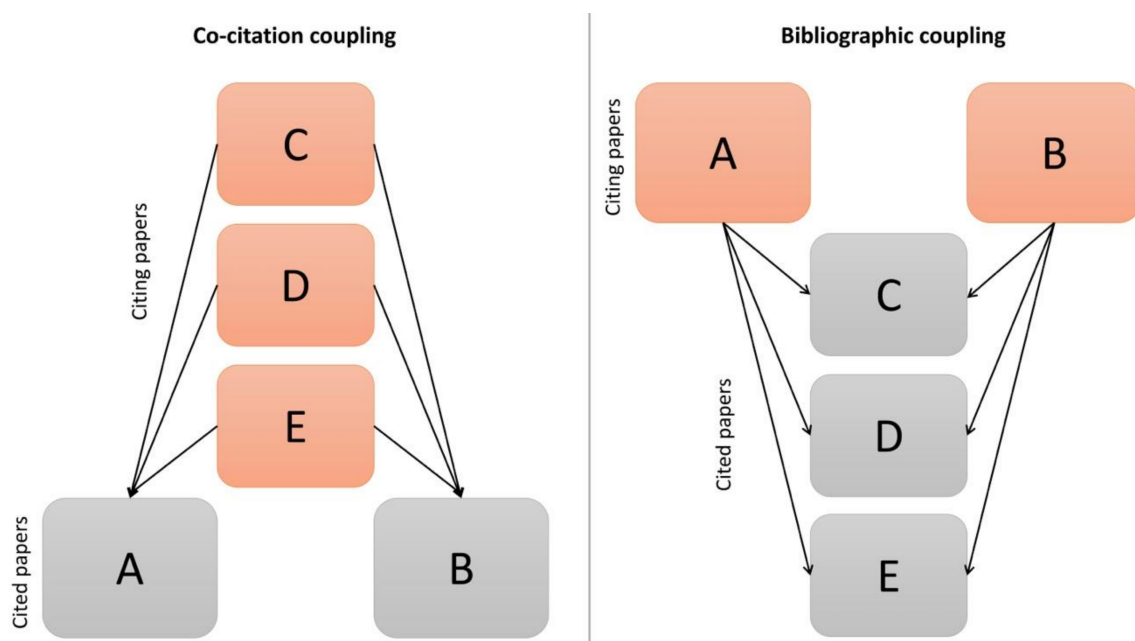 Co-citation coupling
Citing papers
C
D
E
Cited papers
A
B
Bibliographic coupling
Citing papers
A
B
Cited papers
C
D
E